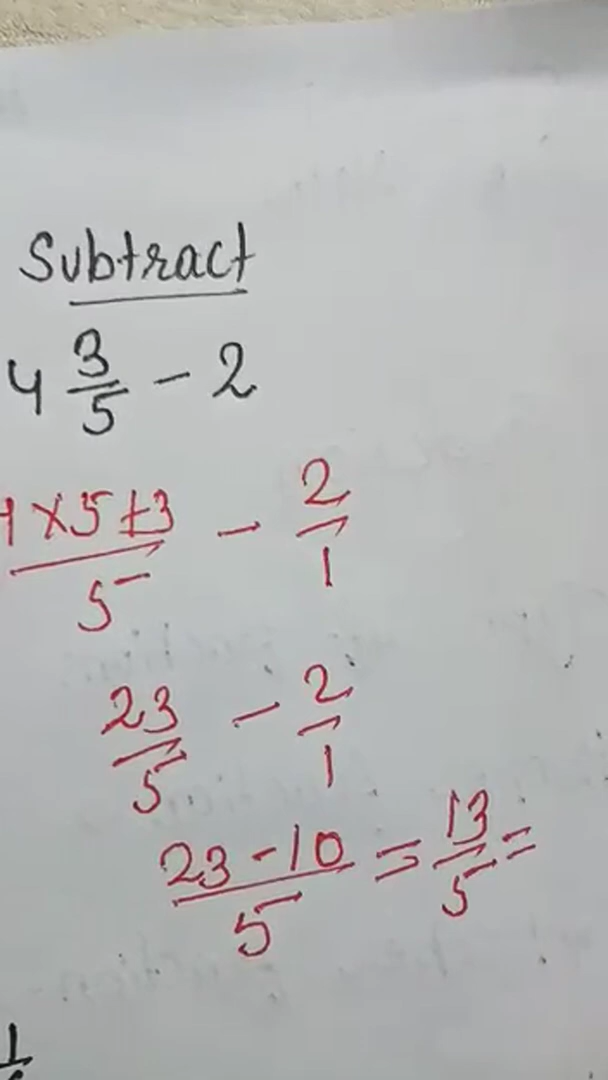 Subtract
4 3/5 - 2
4×5+3/5 - 2/1
23/5 - 2/1
23-10/5 = 13/5 =
1